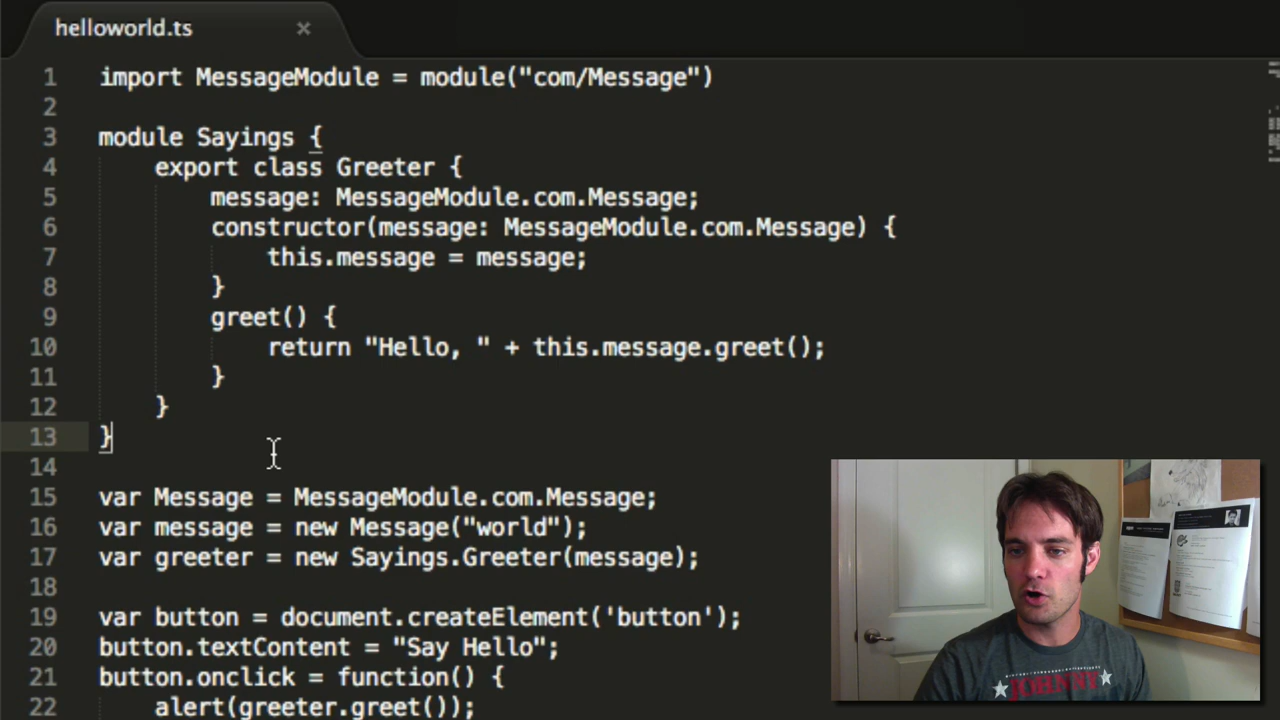 helloworld.ts ×
1 import MessageModule = module("com/Message")
2
3 module Sayings {
4     export class Greeter {
5         message: MessageModule.com.Message;
6         constructor(message: MessageModule.com.Message) {
7             this.message = message;
8         }
9         greet() {
10             return "Hello, " + this.message.greet();
11         }
12     }
13 }
14
15 var Message = MessageModule.com.Message;
16 var message = new Message("world");
17 var greeter = new Sayings.Greeter(message);
18
19 var button = document.createElement('button');
20 button.textContent = "Say Hello";
21 button.onclick = function() {
22     alert(greeter.greet());
JOHNNY